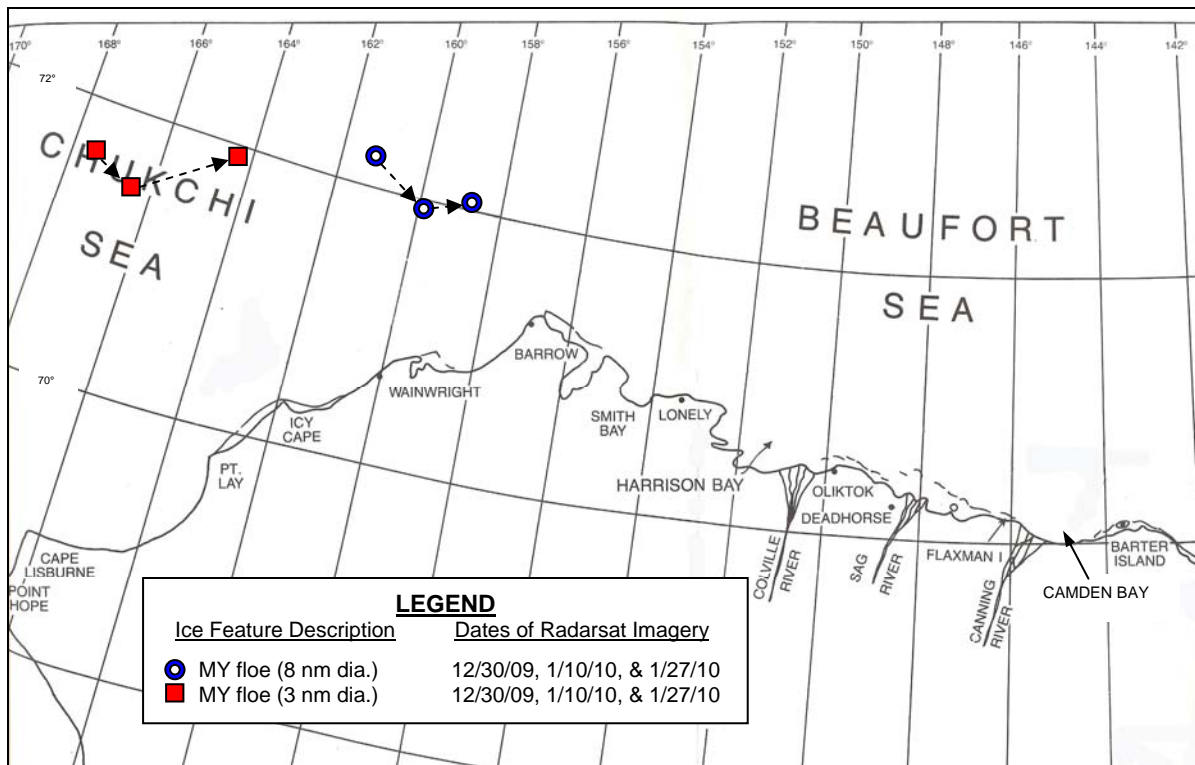 170°
168°
165°
162°
160°
154°
152°
150°
148°
146°
144°
142°
72°
CHUKCHI
SEA
BEAUFORT
SEA
70°
BARROW
WAINWRIGHT
ICY
CAPE
SMITH
BAY
LONELY
PT.
LAY
HARRISON BAY
OLIKTOK
DEADHORSE
CAPE
LISBURNE
POINT
HOPE
COLVILLE
RIVER
SAG
RIVER
FLAXMAN I
CANNING
RIVER
BARTER
ISLAND
CAMDEN BAY
LEGEND
Ice Feature Description Dates of Radarsat Imagery
MY floe (8 nm dia.) 12/30/09, 1/10/10, & 1/27/10
MY floe (3 nm dia.) 12/30/09, 1/10/10, & 1/27/10